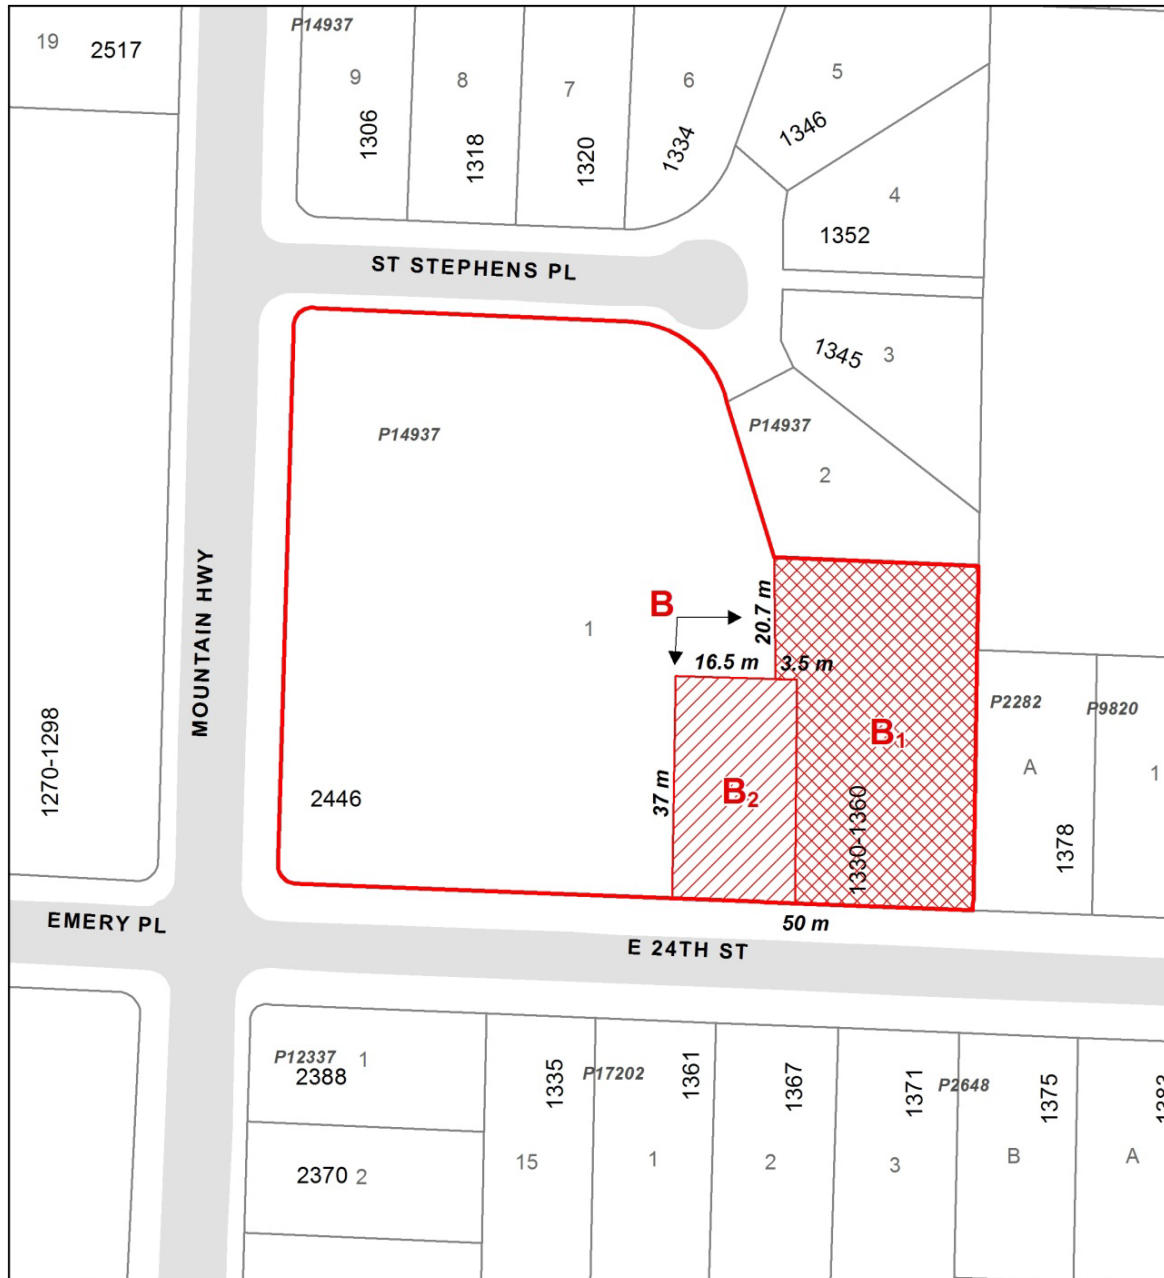 P14937
19
2517
9
8
7
6
5
1306
1318
1320
1334
1346
4
1352
ST STEPHENS PL
1345
3
P14937
P14937
2
MOUNTAIN HWY
B
20.7 m
1
16.5 m
3.5 m
P2282
P9820
B₁
A
1
1270-1298
37 m
B₂
2446
1330-1360
1378
EMERY PL
50 m
E 24TH ST
P12337
1
2388
1335
P17202
1361
1367
1371
P2648
1375
2370
2
15
1
2
3
B
A